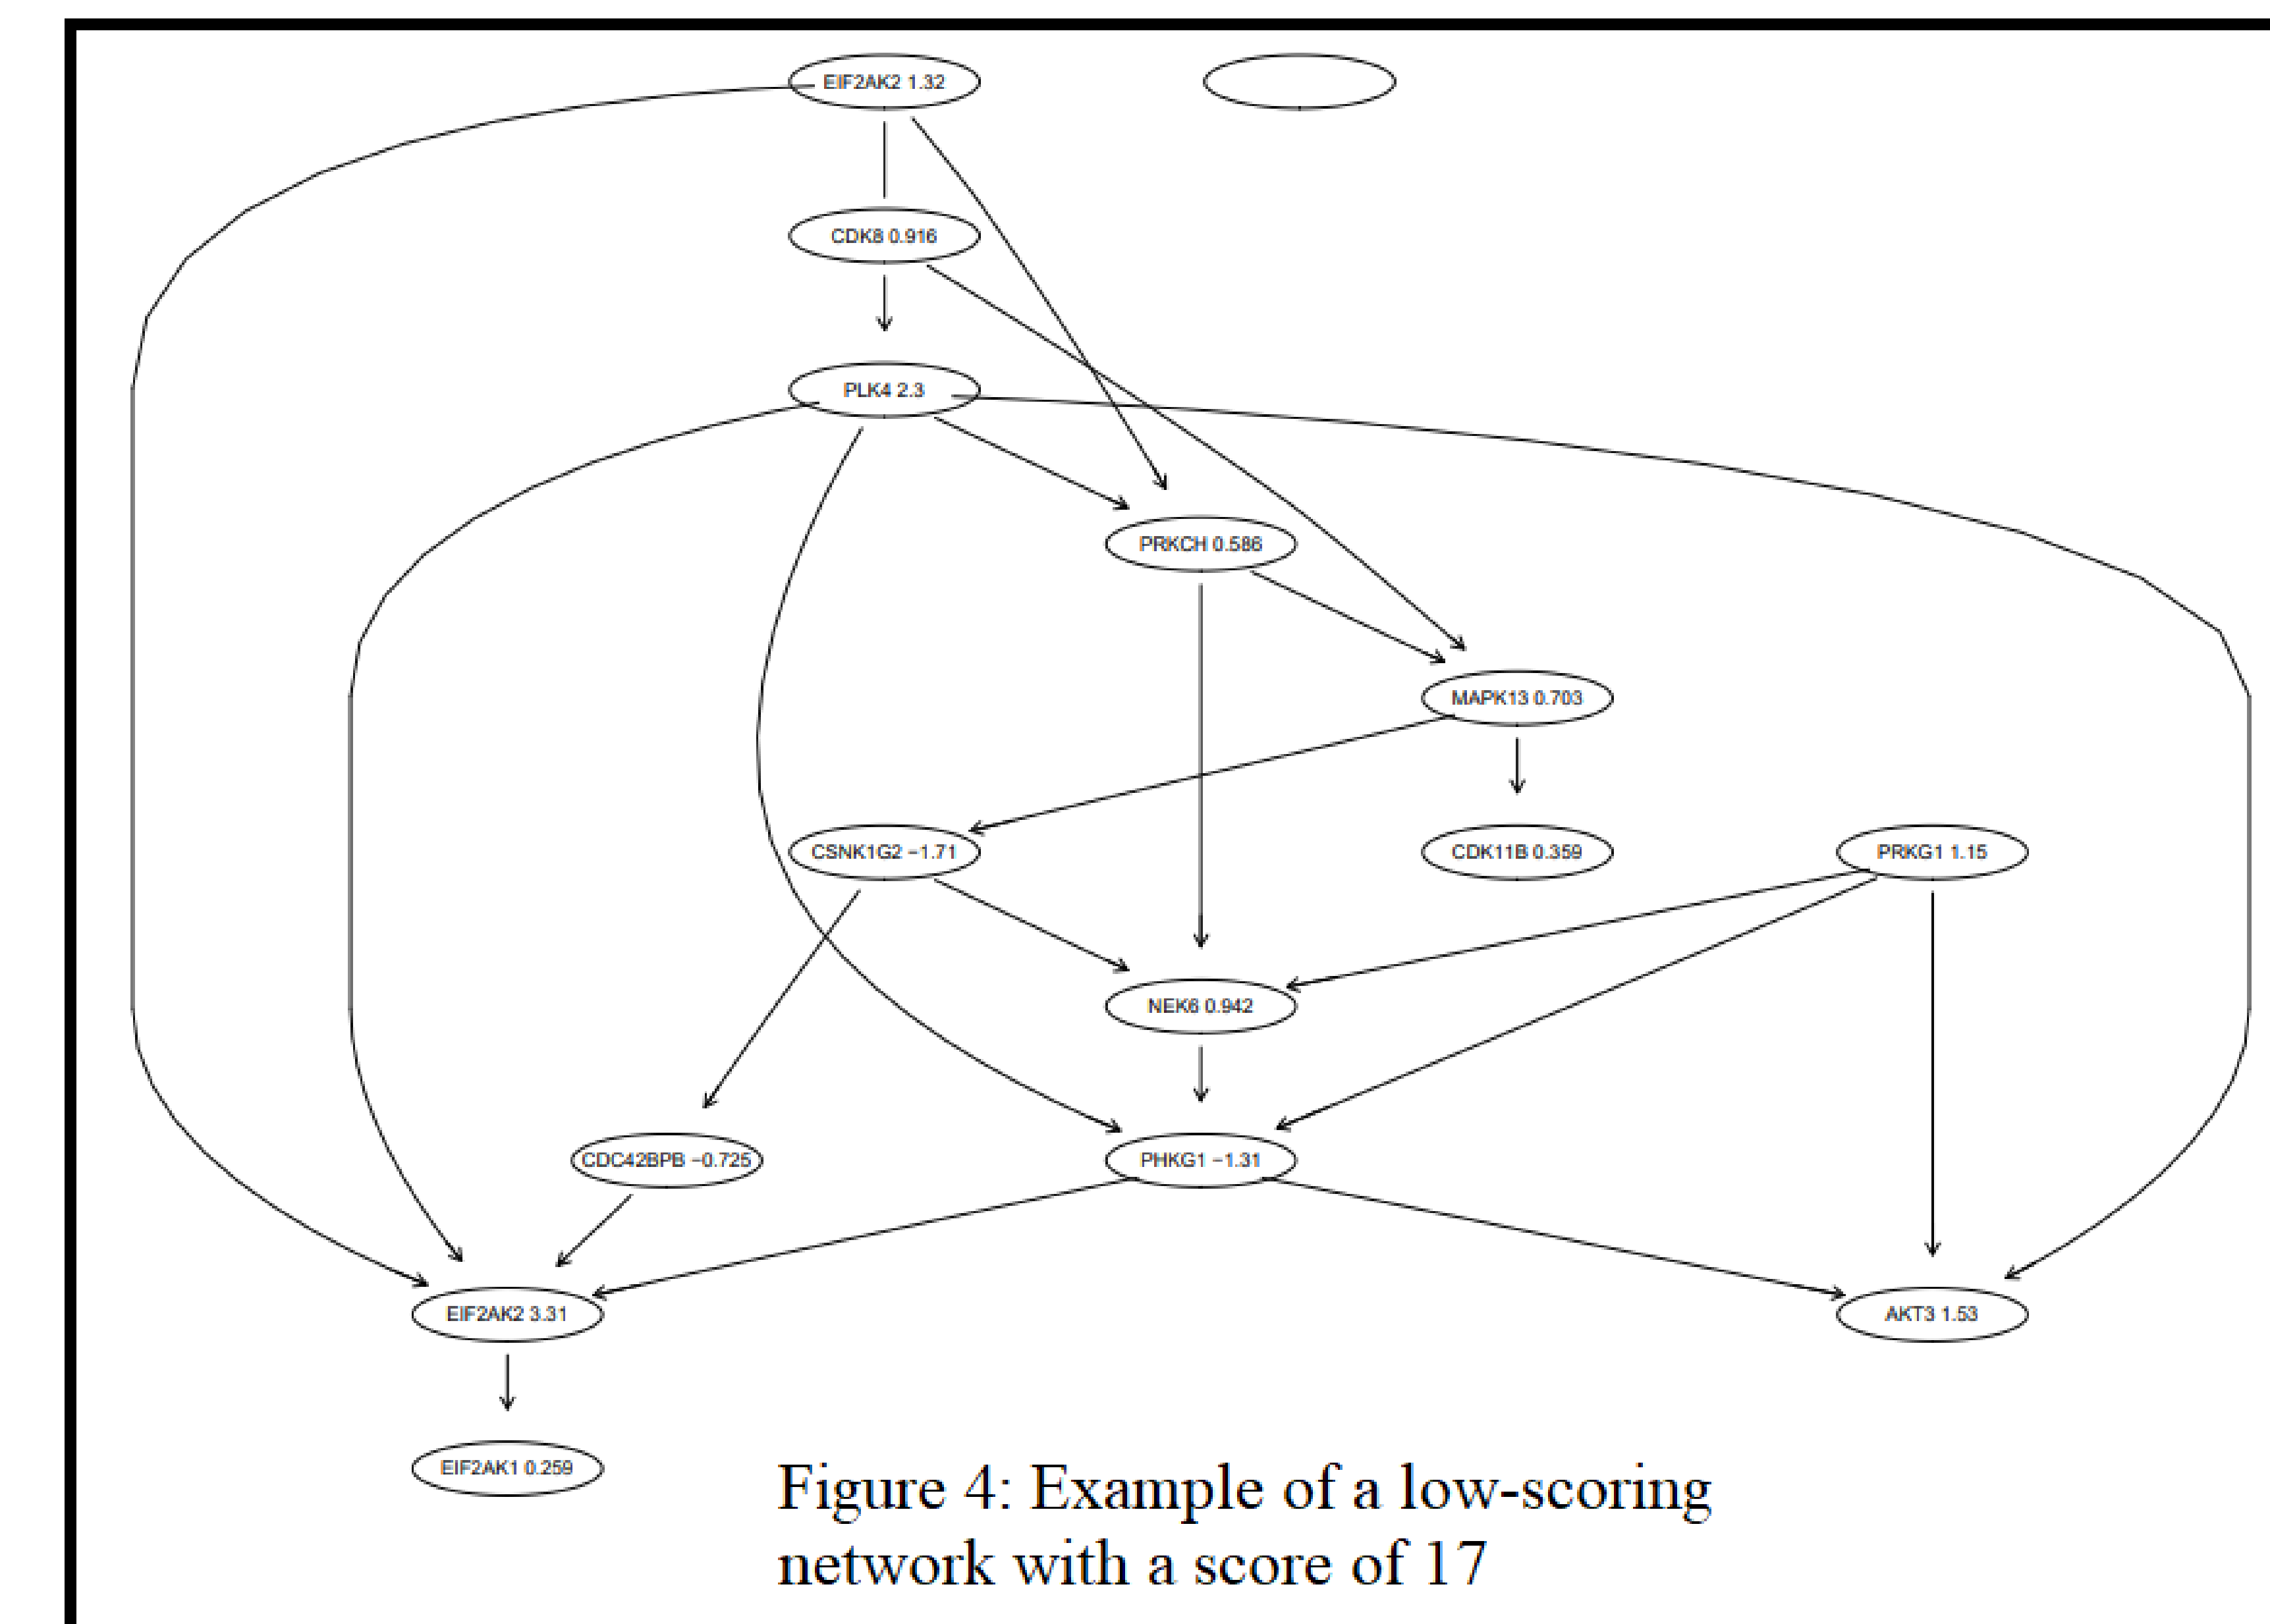 EIF2AK2 1.32
CDK8 0.916
PLK4 2.3
PRKCH 0.586
MAPK13 0.703
CSNK1G2 −1.71
CDK11B 0.359
PRKG1 1.15
NEK6 0.942
CDC42BPB −0.725
PHKG1 −1.31
EIF2AK2 3.31
AKT3 1.53
EIF2AK1 0.259
Figure 4: Example of a low-scoring
network with a score of 17